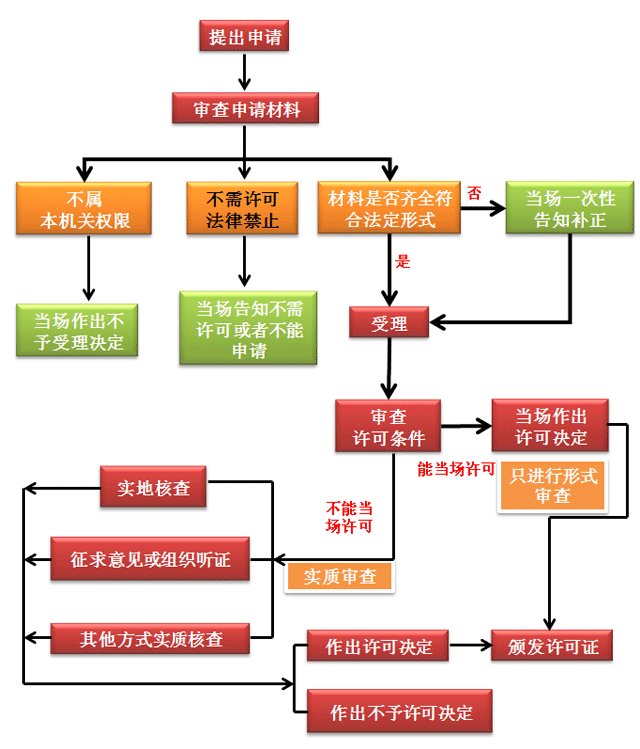 提出申请
审查申请材料
不属
本机关权限
不需许可
法律禁止
材料是否齐全符
合法定形式
否
当场一次性
告知补正
是
当场作出不
予受理决定
当场告知不需
许可或者不能
申请
受理
审查
许可条件
当场作出
许可决定
能当场许可
只进行形式
审查
不能当
场许可
实地核查
征求意见或组织听证
实质审查
其他方式实质核查
作出许可决定
颁发许可证
作出不予许可决定